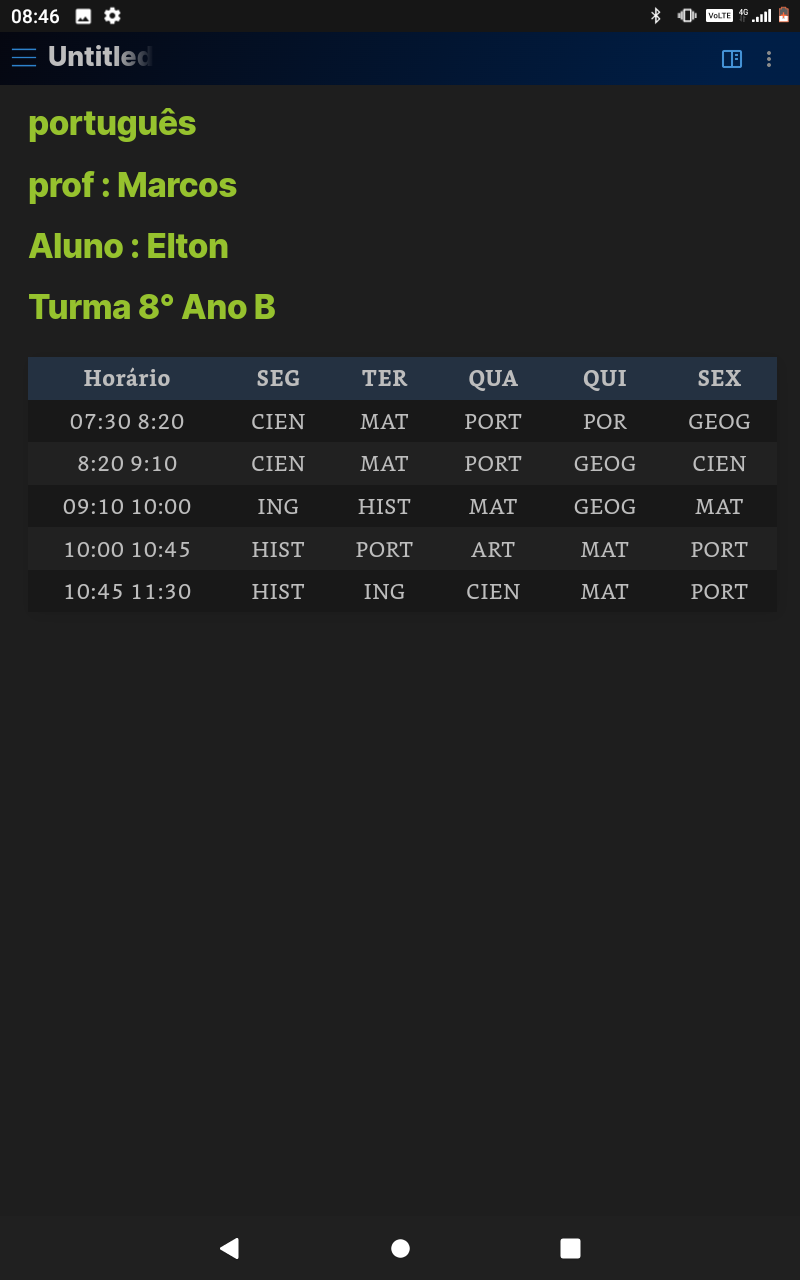 08:46 VoLTE 4G
Untitled
português
prof : Marcos
Aluno : Elton
Turma 8° Ano B
Horário SEG TER QUA QUI SEX
07:30 8:20 CIEN MAT PORT POR GEOG
8:20 9:10 CIEN MAT PORT GEOG CIEN
09:10 10:00 ING HIST MAT GEOG MAT
10:00 10:45 HIST PORT ART MAT PORT
10:45 11:30 HIST ING CIEN MAT PORT